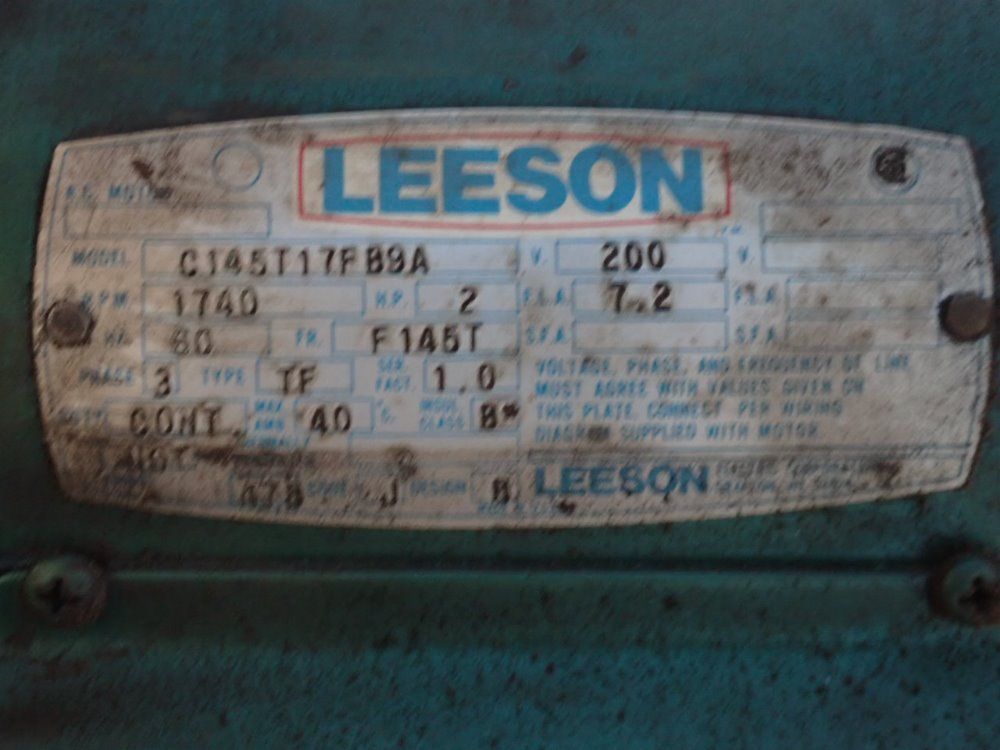 LEESON
A.C. MOTOR
MODEL C145T17FB9A V. 200 V.
R.P.M. 1740 H.P. 2 F.L.A. 7.2 F.L.A.
HZ. 60 FR. F145T S.F.A. S.F.A.
PHASE 3 TYPE TF SER. FACT. 1.0
CONT. MAX. AMB. 40 °C. INSUL. CLASS B*
VOLTAGE, PHASE, AND FREQUENCY OF LINE
MUST AGREE WITH VALUES GIVEN ON
THIS PLATE. CONNECT PER WIRING
DIAGRAM SUPPLIED WITH MOTOR
CODE J DESIGN B LEESON